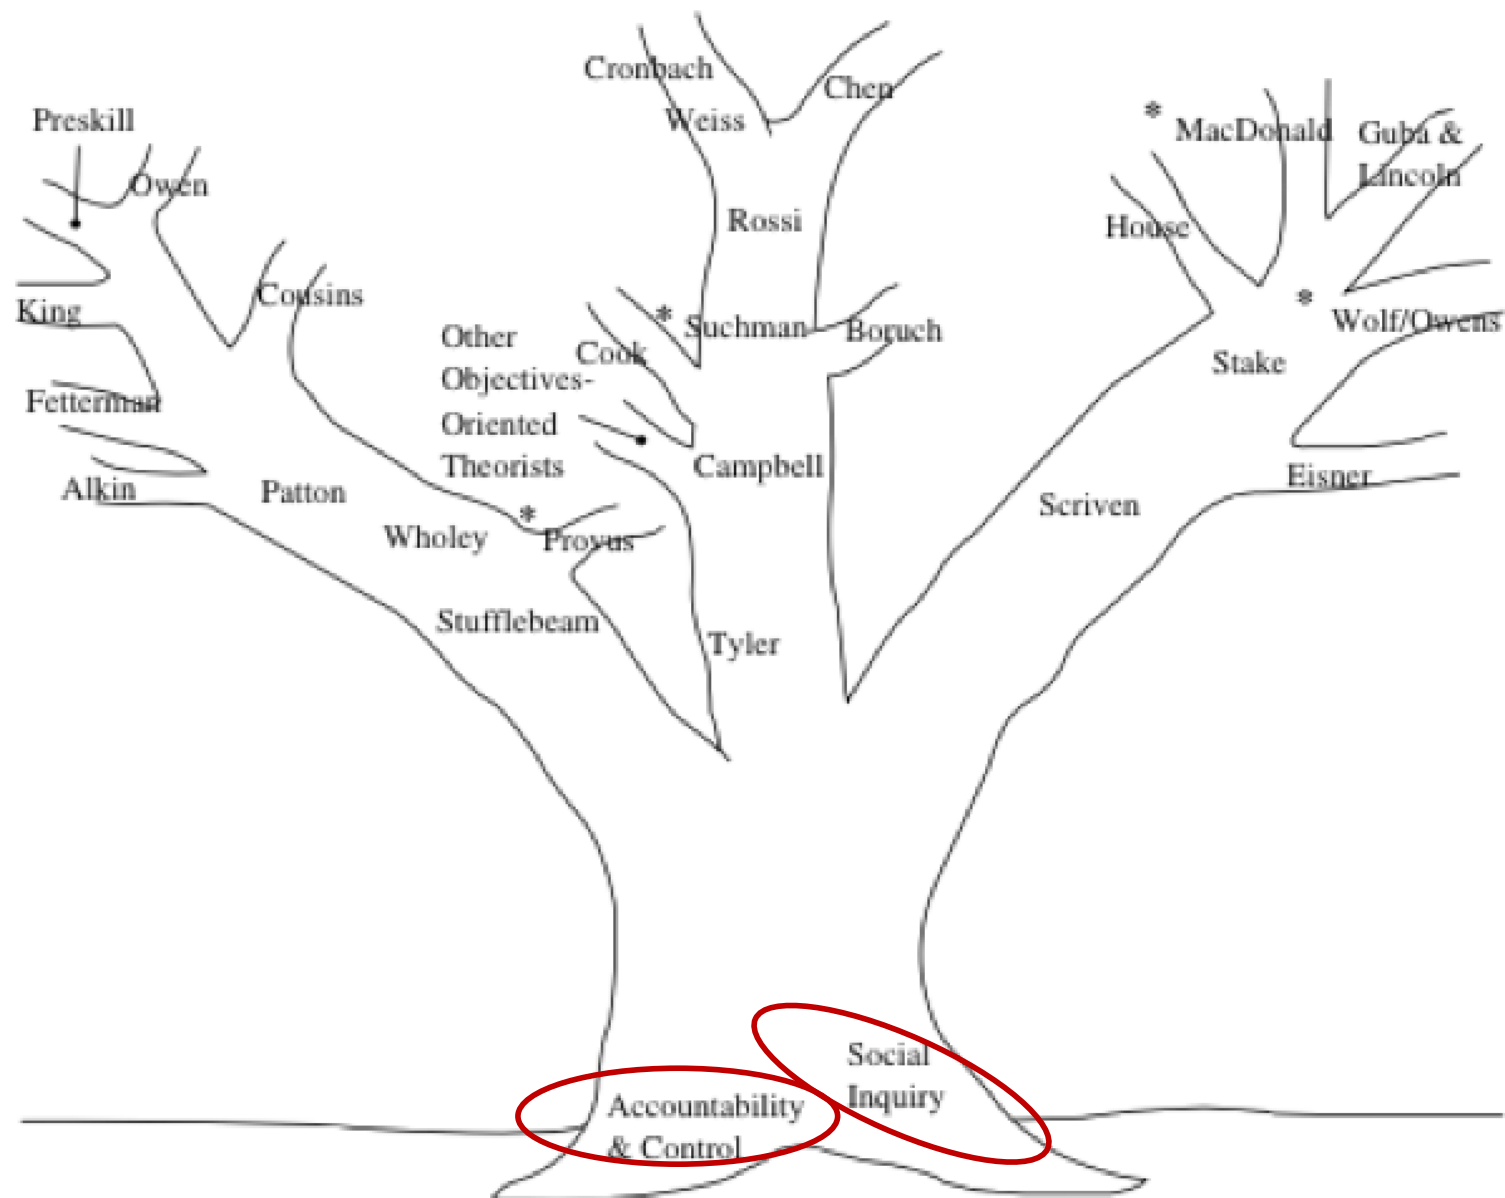 Cronbach
Weiss
Chen
Rossi
Preskill
Owen
Cousins
King
Fetterman
Alkin
Patton
Wholey
* Provus
Stufflebeam
Other
Objectives-
Oriented
Theorists
Cook
* Suchman
Boruch
Campbell
Tyler
* MacDonald
Guba &
Lincoln
House
* Wolf/Owens
Stake
Eisner
Scriven
Social
Inquiry
Accountability
& Control